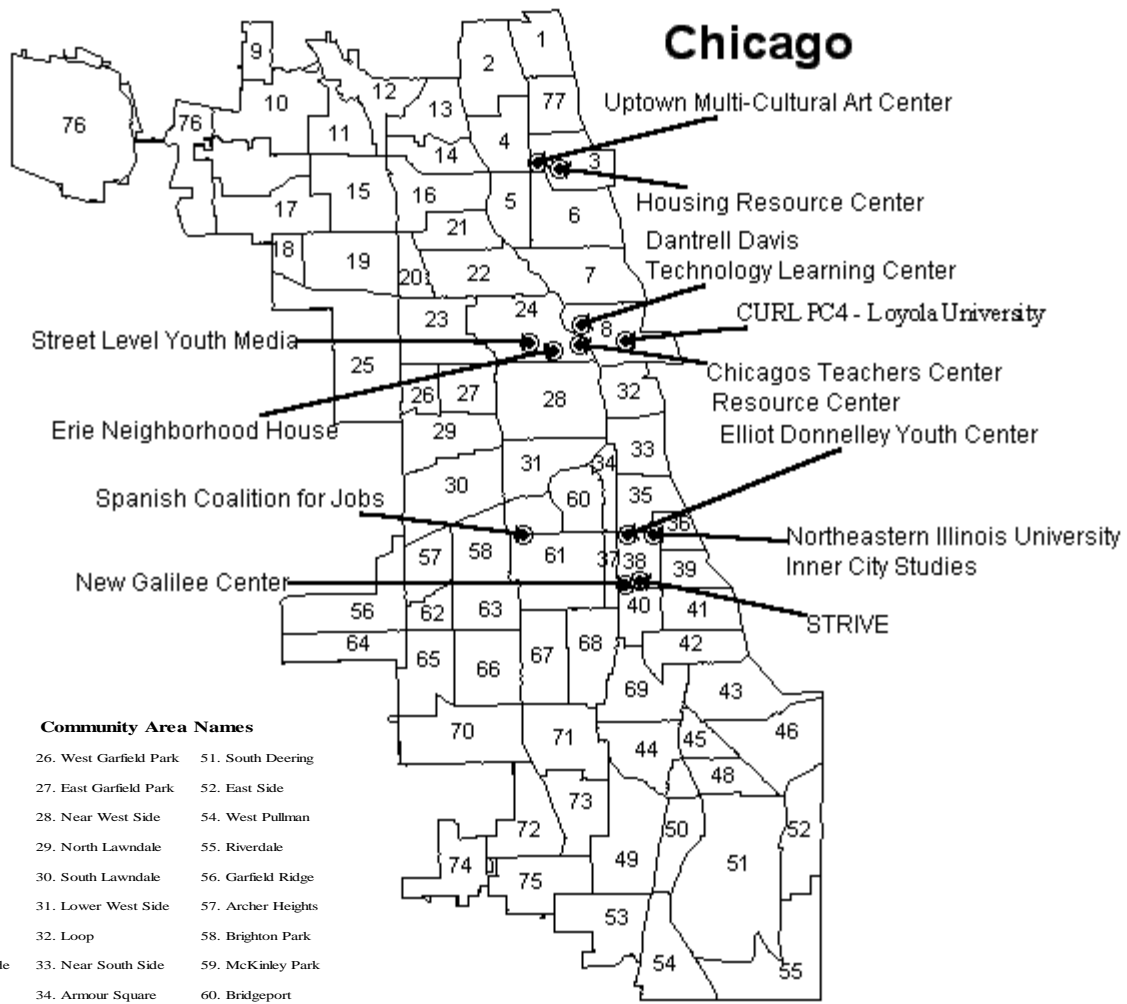 Chicago
1
2
9
12
77
10
13
76
76
Uptown Multi-Cultural Art Center
11
4
14
3
15
16
5
Housing Resource Center
17
6
21
Dantrell Davis
18
19
22
7
Technology Learning Center
20
24
23
8
CURL PC4 - Loyola University
Street Level Youth Media
25
Chicagos Teachers Center
26
27
28
32
Resource Center
Erie Neighborhood House
29
Elliot Donnelley Youth Center
33
31
34
30
60
35
Spanish Coalition for Jobs
36
Northeastern Illinois University
57
58
61
37
38
39
Inner City Studies
New Galilee Center
56
62
63
40
41
STRIVE
64
42
65
66
67
68
69
43
Community Area Names
70
71
44
45
46
26. West Garfield Park 51. South Deering
48
27. East Garfield Park 52. East Side
73
28. Near West Side 54. West Pullman
72
50
52
29. North Lawndale 55. Riverdale
74
49
51
30. South Lawndale 56. Garfield Ridge
75
31. Lower West Side 57. Archer Heights
53
32. Loop 58. Brighton Park
54
55
33. Near South Side 59. McKinley Park
34. Armour Square 60. Bridgeport